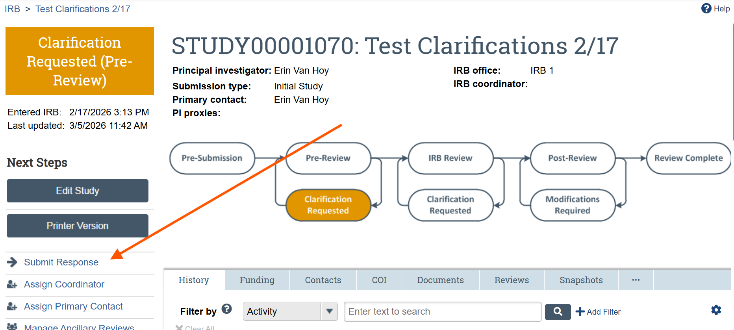 IRB > Test Clarifications 2/17
Help
Clarification
Requested (Pre-
Review)
Entered IRB: 2/17/2026 3:13 PM
Last updated: 3/5/2026 11:42 AM
Next Steps
Edit Study
Printer Version
Submit Response
Assign Coordinator
Assign Primary Contact
Manage Ancillary Reviews
STUDY00001070: Test Clarifications 2/17
Principal investigator: Erin Van Hoy
Submission type: Initial Study
Primary contact: Erin Van Hoy
PI proxies:
IRB office: IRB 1
IRB coordinator:
Pre-Submission
Pre-Review
IRB Review
Post-Review
Review Complete
Clarification
Requested
Clarification
Requested
Modifications
Required
History
Funding
Contacts
COI
Documents
Reviews
Snapshots
...
Filter by ? Activity Enter text to search + Add Filter
Clear All